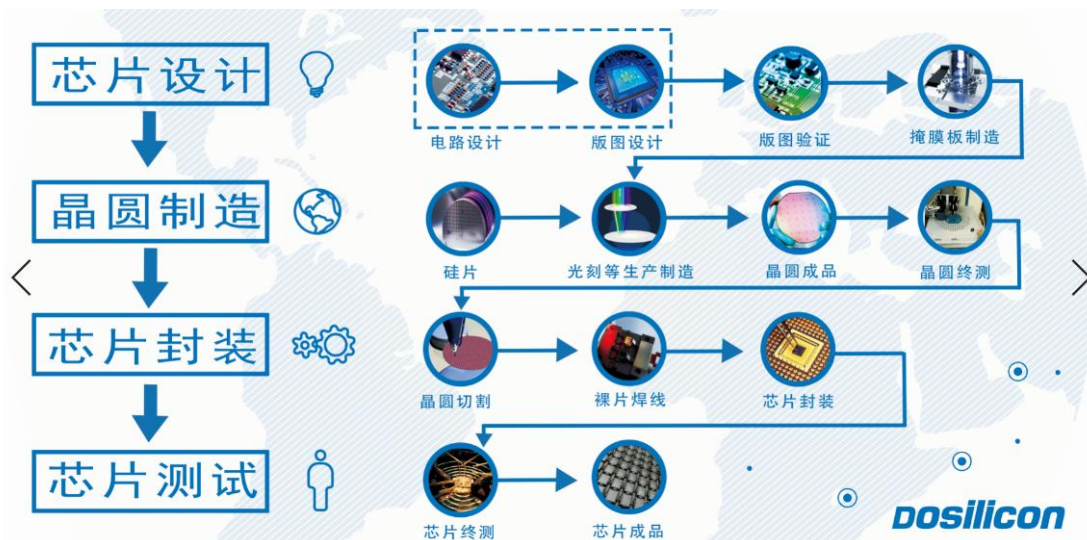 芯片设计
电路设计
版图设计
版图验证
掩膜板制造
晶圆制造
硅片
光刻等生产制造
晶圆成品
晶圆终测
芯片封装
晶圆切割
裸片焊线
芯片封装
芯片测试
芯片终测
芯片成品
Dosilicon